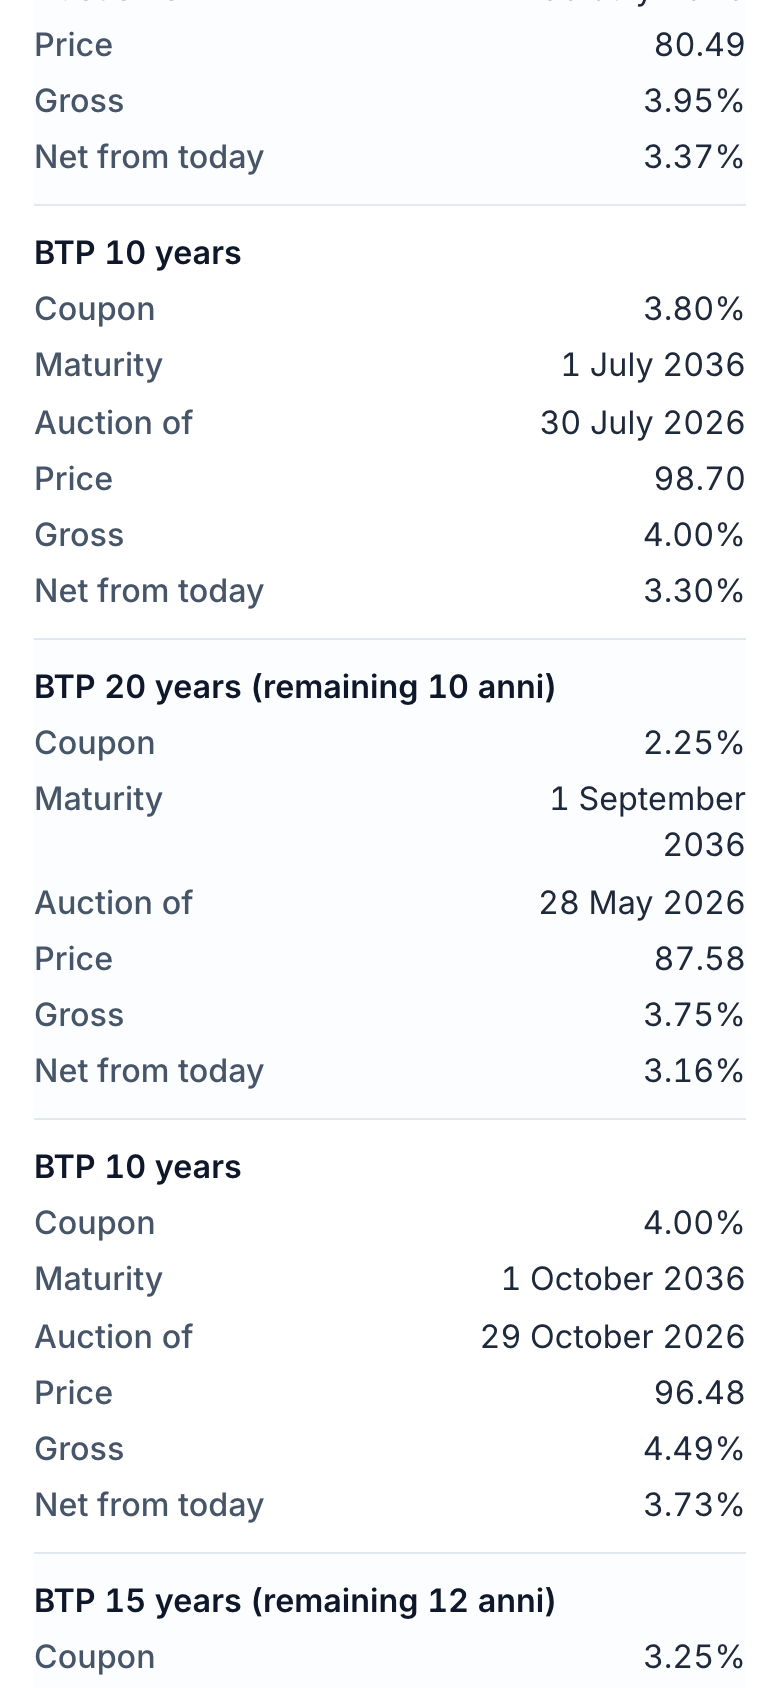 Price 80.49
Gross 3.95%
Net from today 3.37%
BTP 10 years
Coupon 3.80%
Maturity 1 July 2036
Auction of 30 July 2026
Price 98.70
Gross 4.00%
Net from today 3.30%
BTP 20 years (remaining 10 anni)
Coupon 2.25%
Maturity 1 September
2036
Auction of 28 May 2026
Price 87.58
Gross 3.75%
Net from today 3.16%
BTP 10 years
Coupon 4.00%
Maturity 1 October 2036
Auction of 29 October 2026
Price 96.48
Gross 4.49%
Net from today 3.73%
BTP 15 years (remaining 12 anni)
Coupon 3.25%